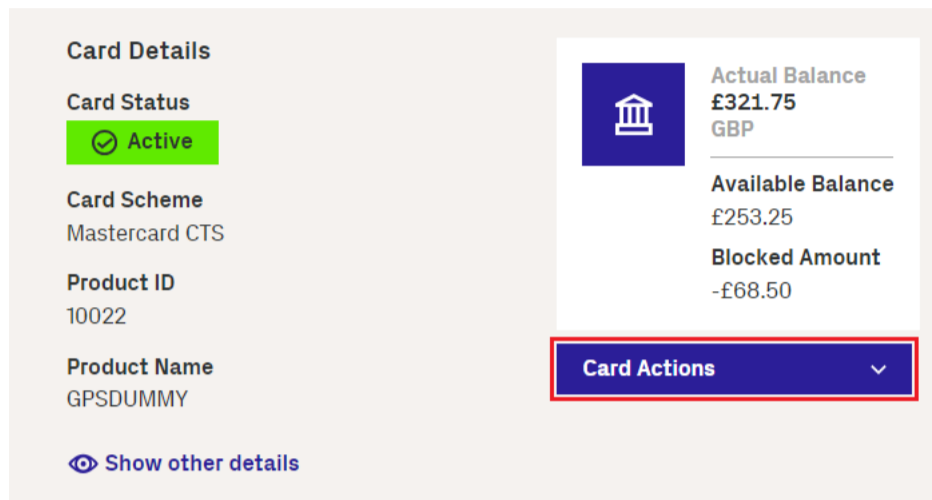 Card Details
Card Status
Active
Card Scheme
Mastercard CTS
Product ID
10022
Product Name
GPSDUMMY
Show other details
Actual Balance
£321.75
GBP
Available Balance
£253.25
Blocked Amount
-£68.50
Card Actions